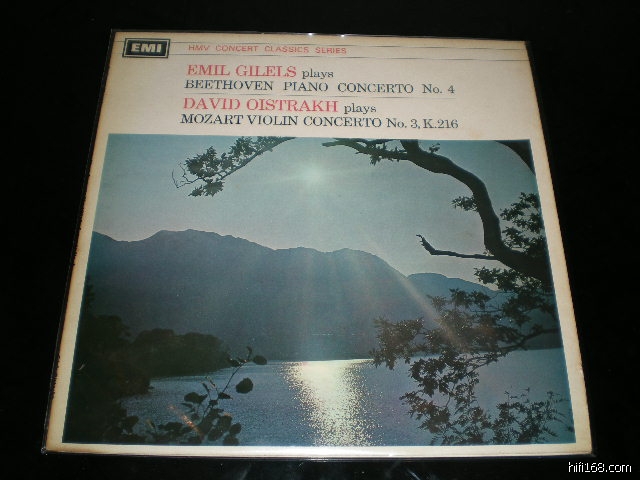 EMI
HMV CONCERT CLASSICS SERIES
EMIL GILELS plays
BEETHOVEN PIANO CONCERTO No. 4
DAVID OISTRAKH plays
MOZART VIOLIN CONCERTO No. 3, K.216
hifi168.com